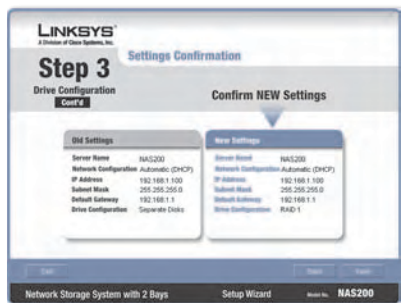 LINKSYS®
A Division of Cisco Systems, Inc.
Settings Confirmation
Step 3
Drive Configuration
Cont'd
Confirm NEW Settings
Old Settings
Server Name NAS200
Network Configuration Automatic (DHCP)
IP Address 192.168.1.100
Subnet Mask 255.255.255.0
Default Gateway 192.168.1.1
Drive Configuration Separate Disks
New Settings
Server Name NAS200
Network Configuration Automatic (DHCP)
IP Address 192.168.1.100
Subnet Mask 255.255.255.0
Default Gateway 192.168.1.1
Drive Configuration RAID 1
Network Storage System with 2 Bays Setup Wizard Model No. NAS200